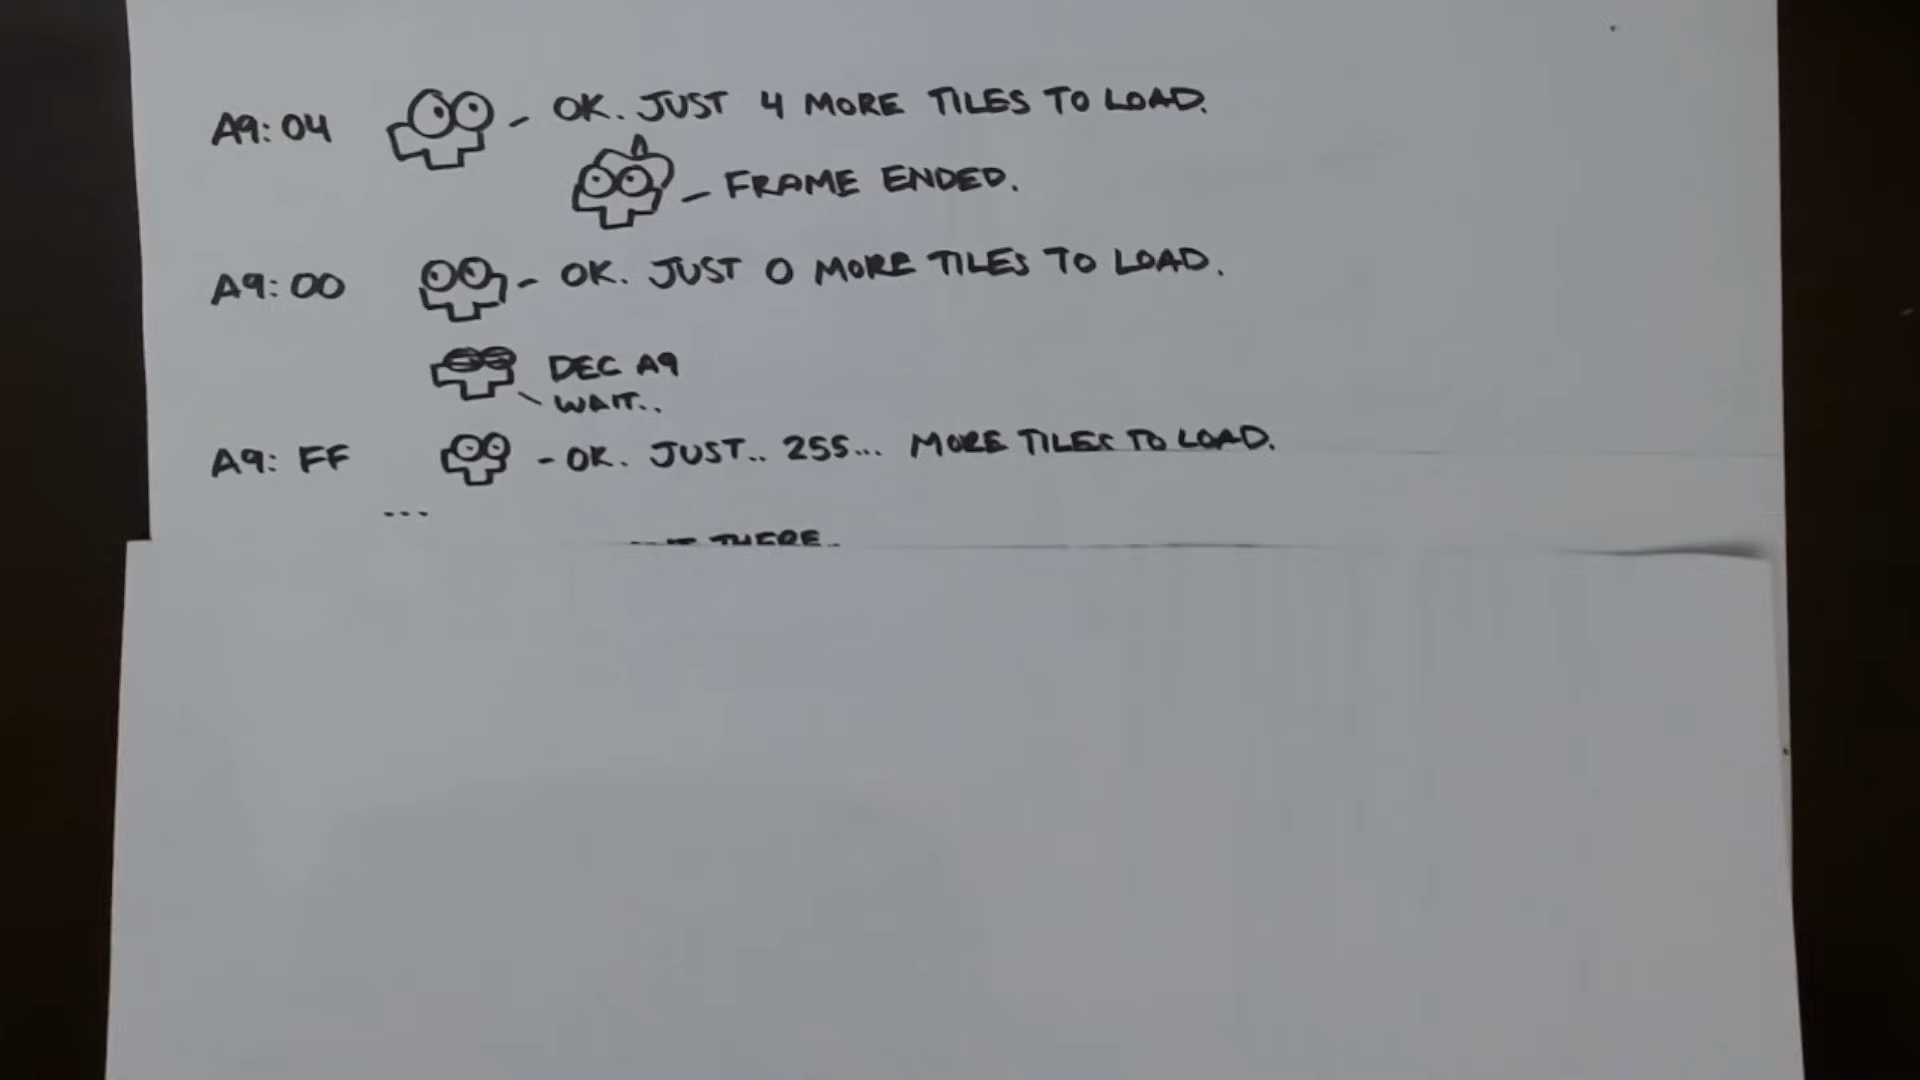 A9: 04 - OK. JUST 4 MORE TILES TO LOAD.
- FRAME ENDED.
A9: 00 - OK. JUST 0 MORE TILES TO LOAD.
DEC A9
WAIT..
A9: FF - OK. JUST.. 255... MORE TILES TO LOAD.
...
THERE.